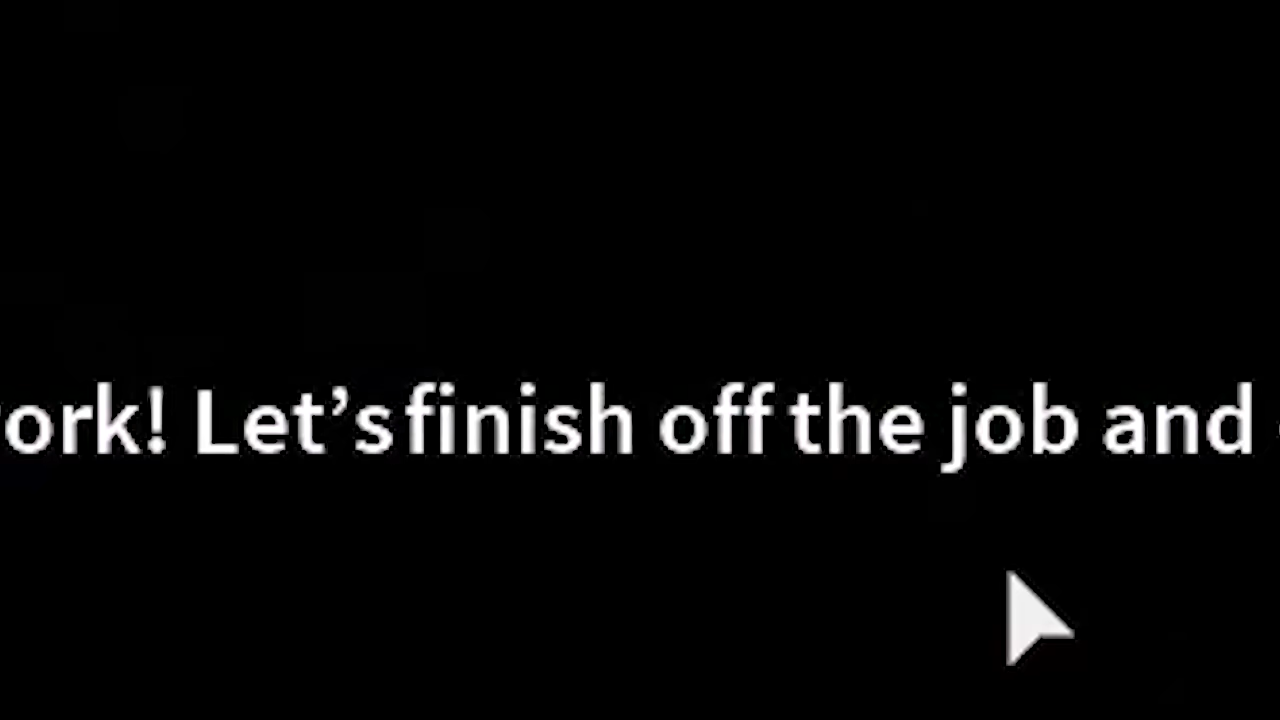 ork! Let’s finish off the job and